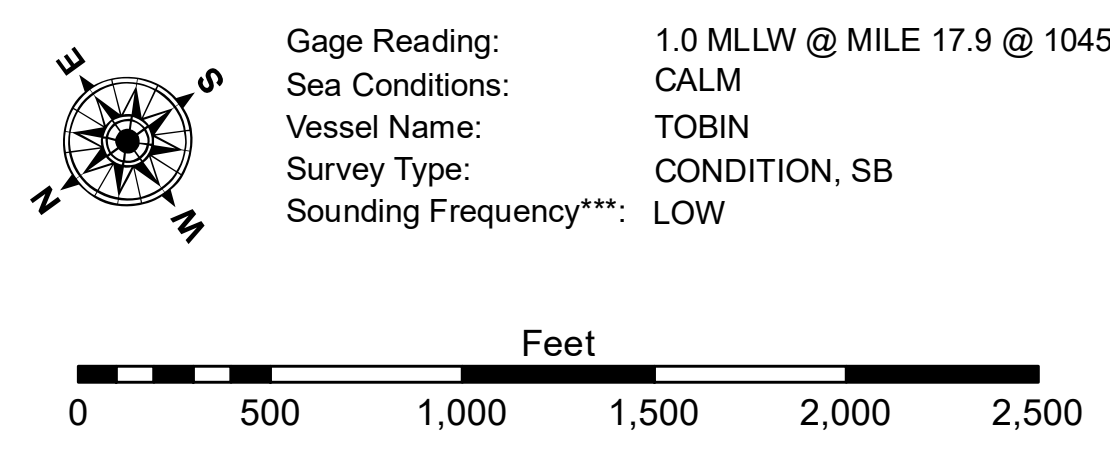 E
S
N
W
Gage Reading: 1.0 MLLW @ MILE 17.9 @ 1045
Sea Conditions: CALM
Vessel Name: TOBIN
Survey Type: CONDITION, SB
Sounding Frequency***: LOW
Feet
0 500 1,000 1,500 2,000 2,500